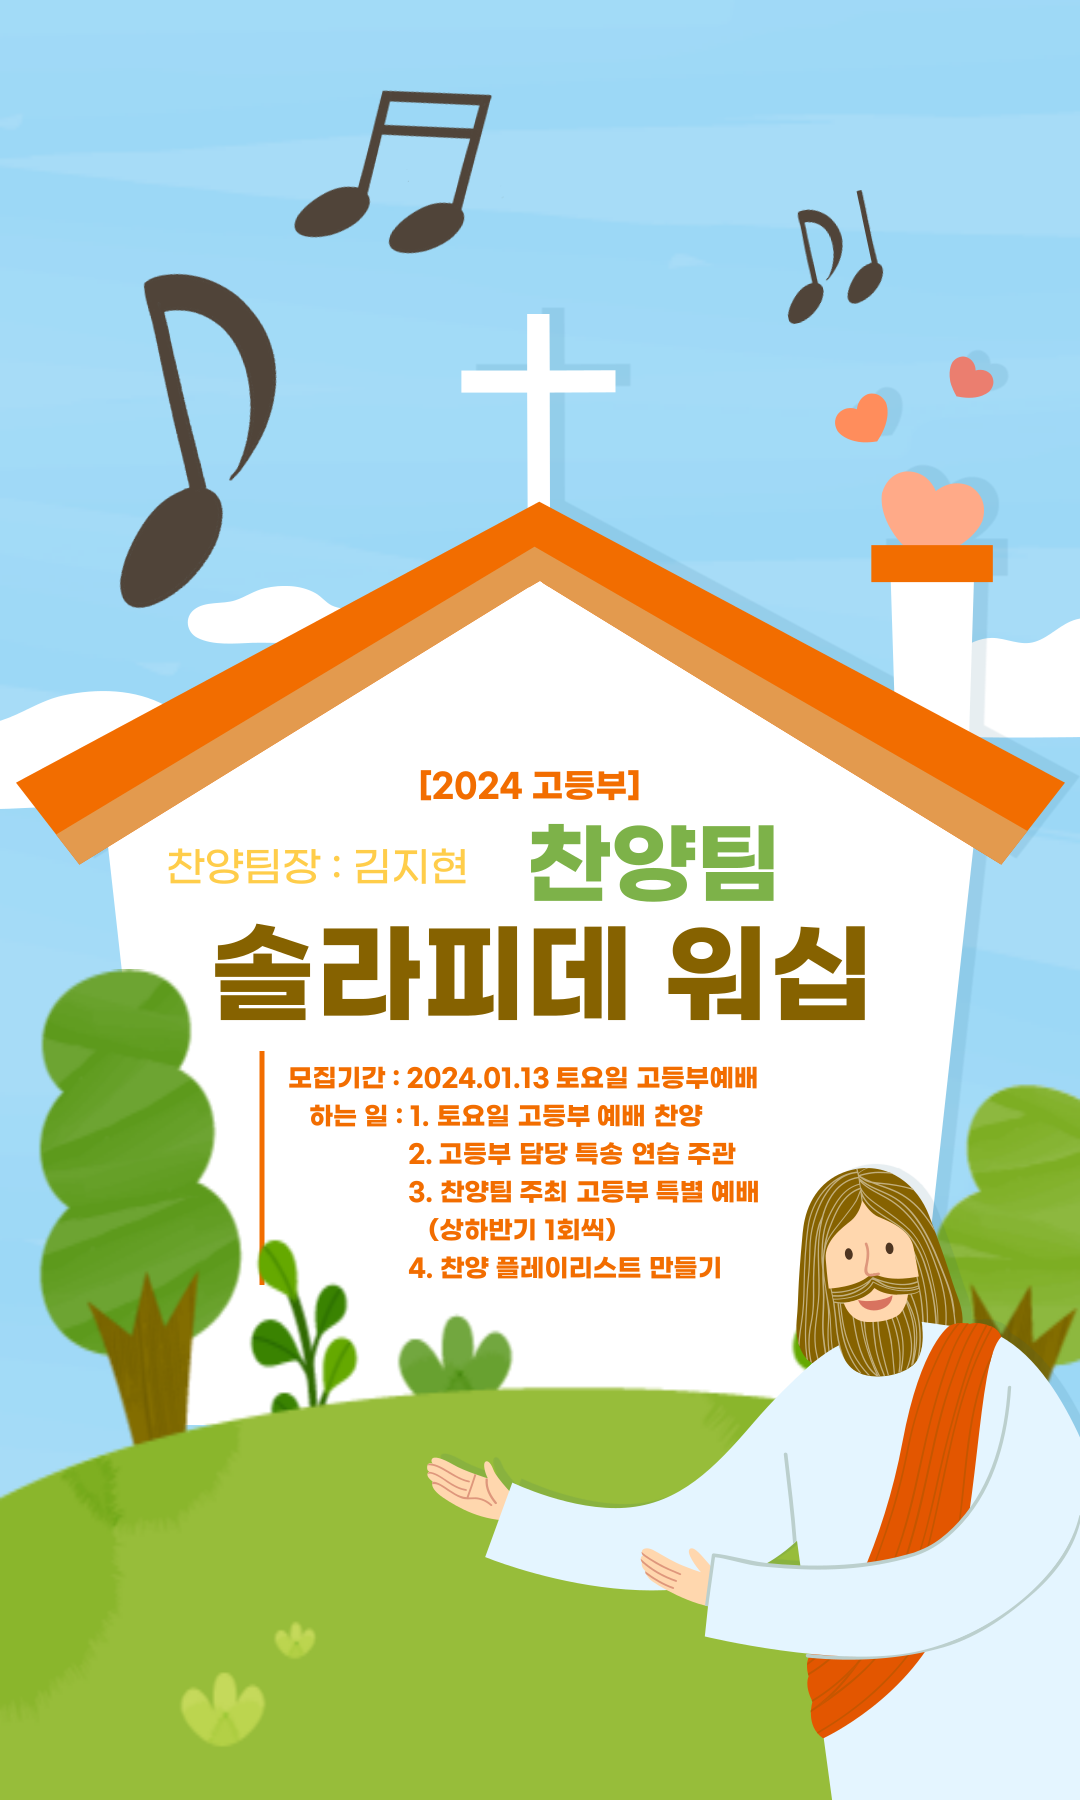 [2024 고등부]
찬양팀장 : 김지현 찬양팀
솔라피데 워십
모집기간 : 2024.01.13 토요일 고등부예배
하는 일 : 1. 토요일 고등부 예배 찬양
2. 고등부 담당 특송 연습 주관
3. 찬양팀 주최 고등부 특별 예배
(상하반기 1회씩)
4. 찬양 플레이리스트 만들기